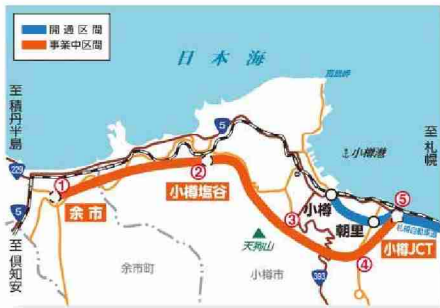 開通区間
事業中区間
日本海
高島岬
至積丹半島
至札幌
5
小樽港
229
①
②
余市
小樽塩谷
小樽
⑤
5
③
朝里
札幌自動車道
小樽JCT
至倶知安
余市町
天狗山
小樽市
393
④